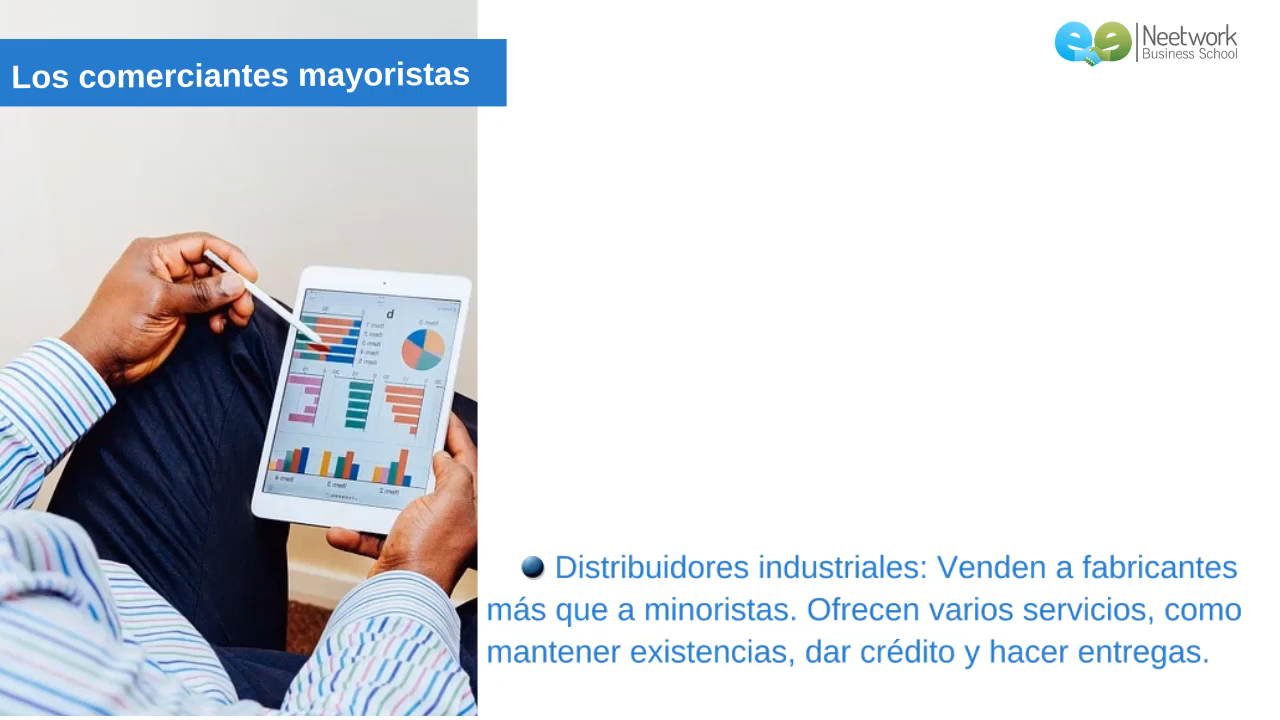 Los comerciantes mayoristas
Neetwork
Business School
Distribuidores industriales: Venden a fabricantes
más que a minoristas. Ofrecen varios servicios, como
mantener existencias, dar crédito y hacer entregas.